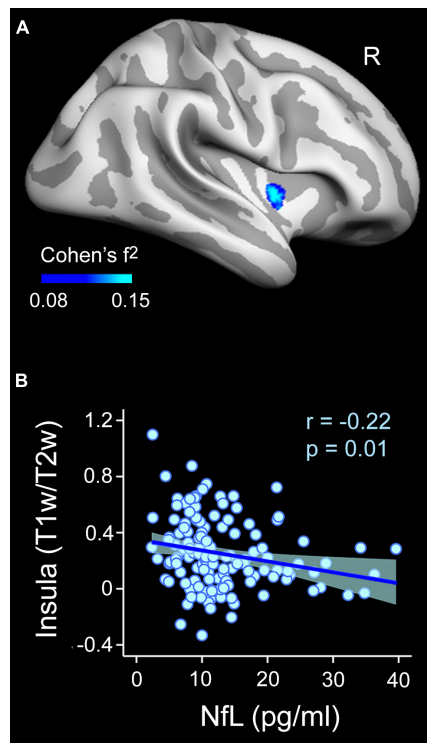 A
R
Cohen's f²
0.08 0.15
B
r = -0.22
p = 0.01
1.2
0.8
0.4
0
-0.4
Insula (T1w/T2w)
0 10 20 30 40
NfL (pg/ml)